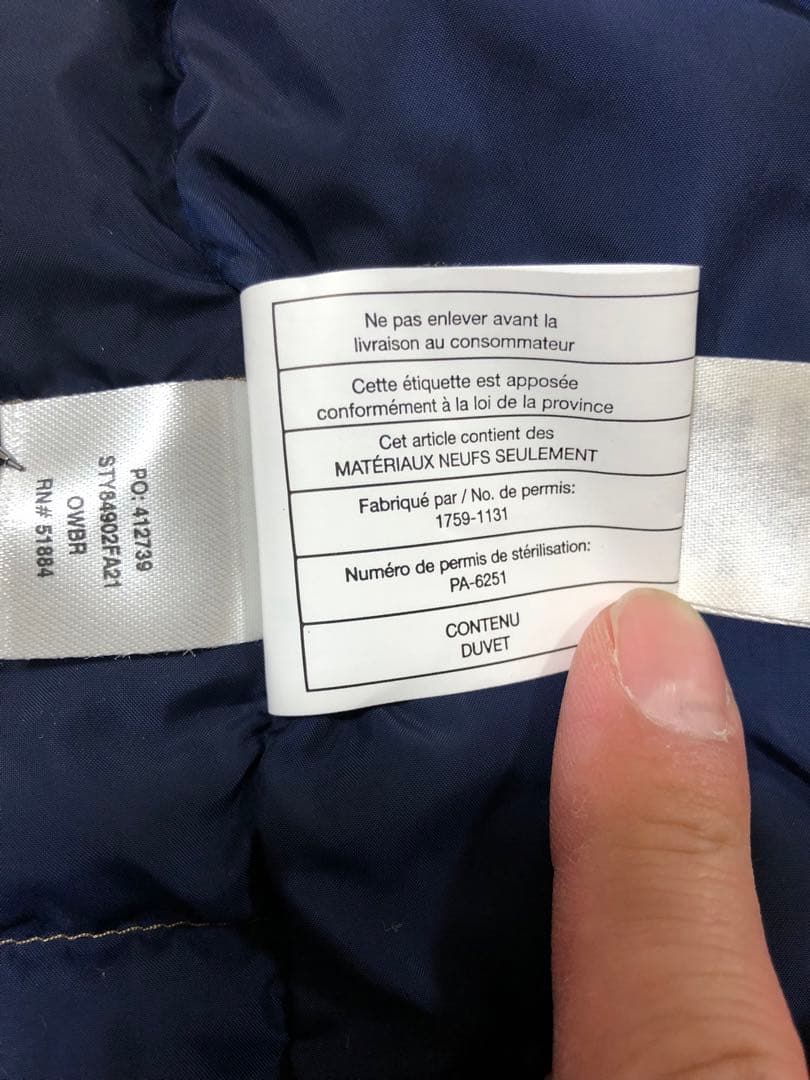 Ne pas enlever avant la
livraison au consommateur
Cette étiquette est apposée
conformément à la loi de la province
Cet article contient des
MATÉRIAUX NEUFS SEULEMENT
Fabriqué par / No. de permis:
1759-1131
Numéro de permis de stérilisation:
PA-6251
CONTENU
DUVET
PO: 412739
STY84902FA21
OWBR
RN# 51884